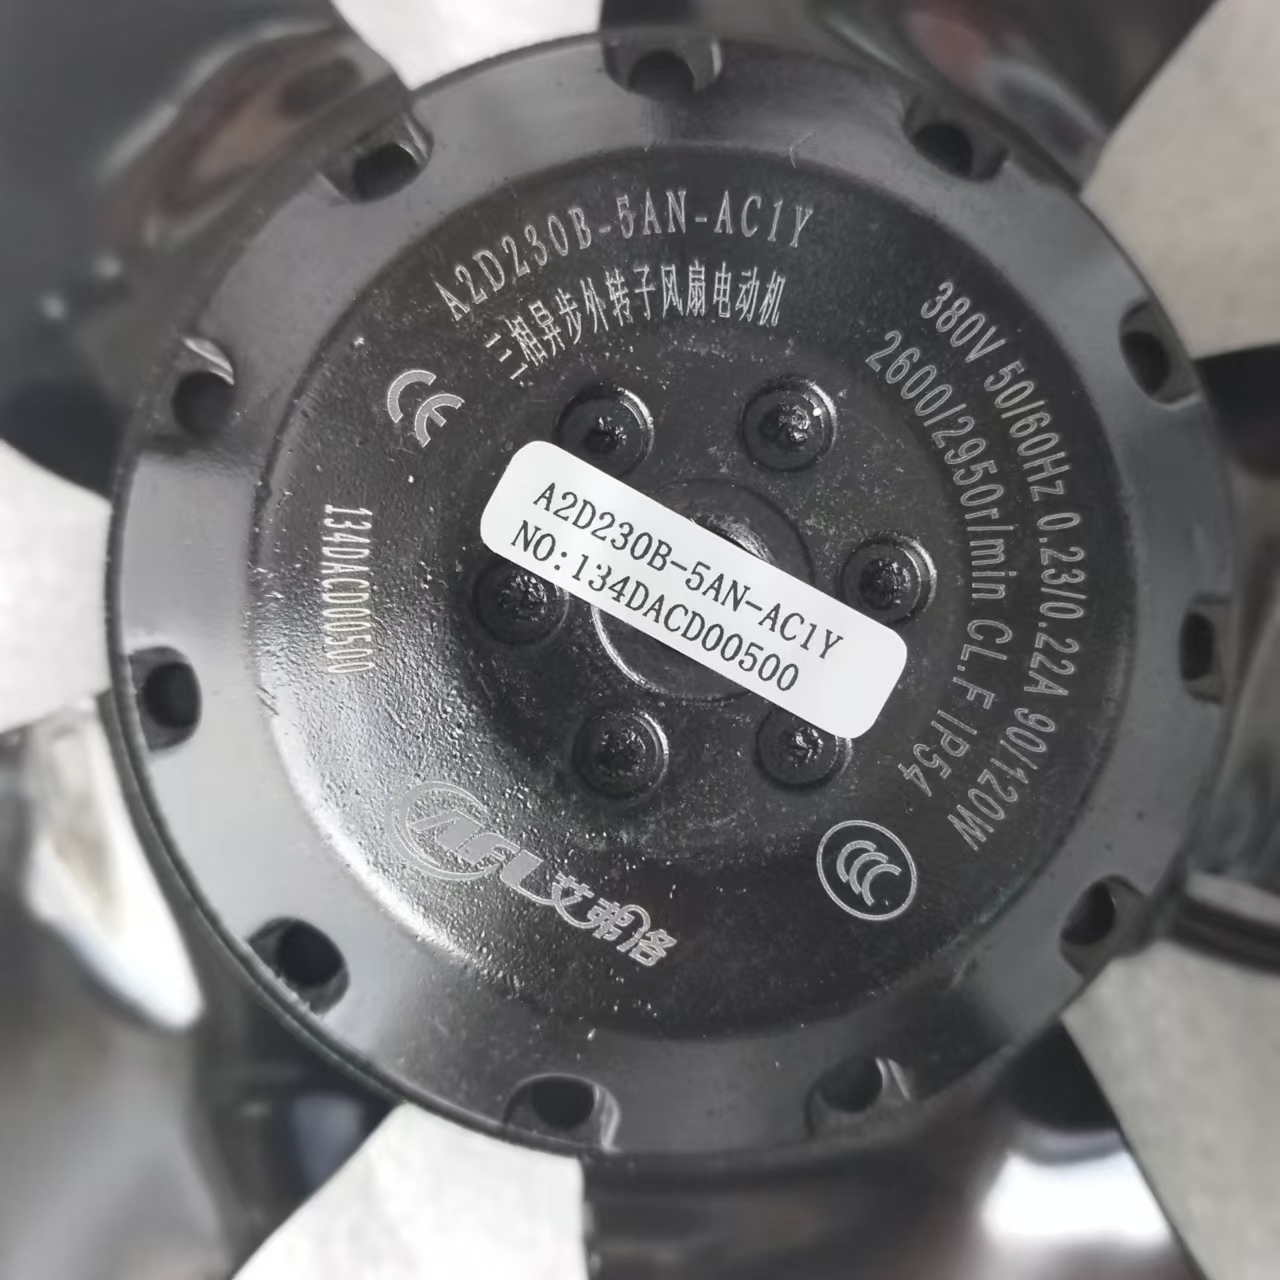 A2D230B-5AN-AC1Y
三相异步外转子风扇电动机
380V 50/60Hz 0.23/0.22A 90/120W
2600/2950r/min CL.F IP54
CE
134DACD00500
A2D230B-5AN-AC1Y
NO:134DACD00500
AFL艾弗洛
CCC